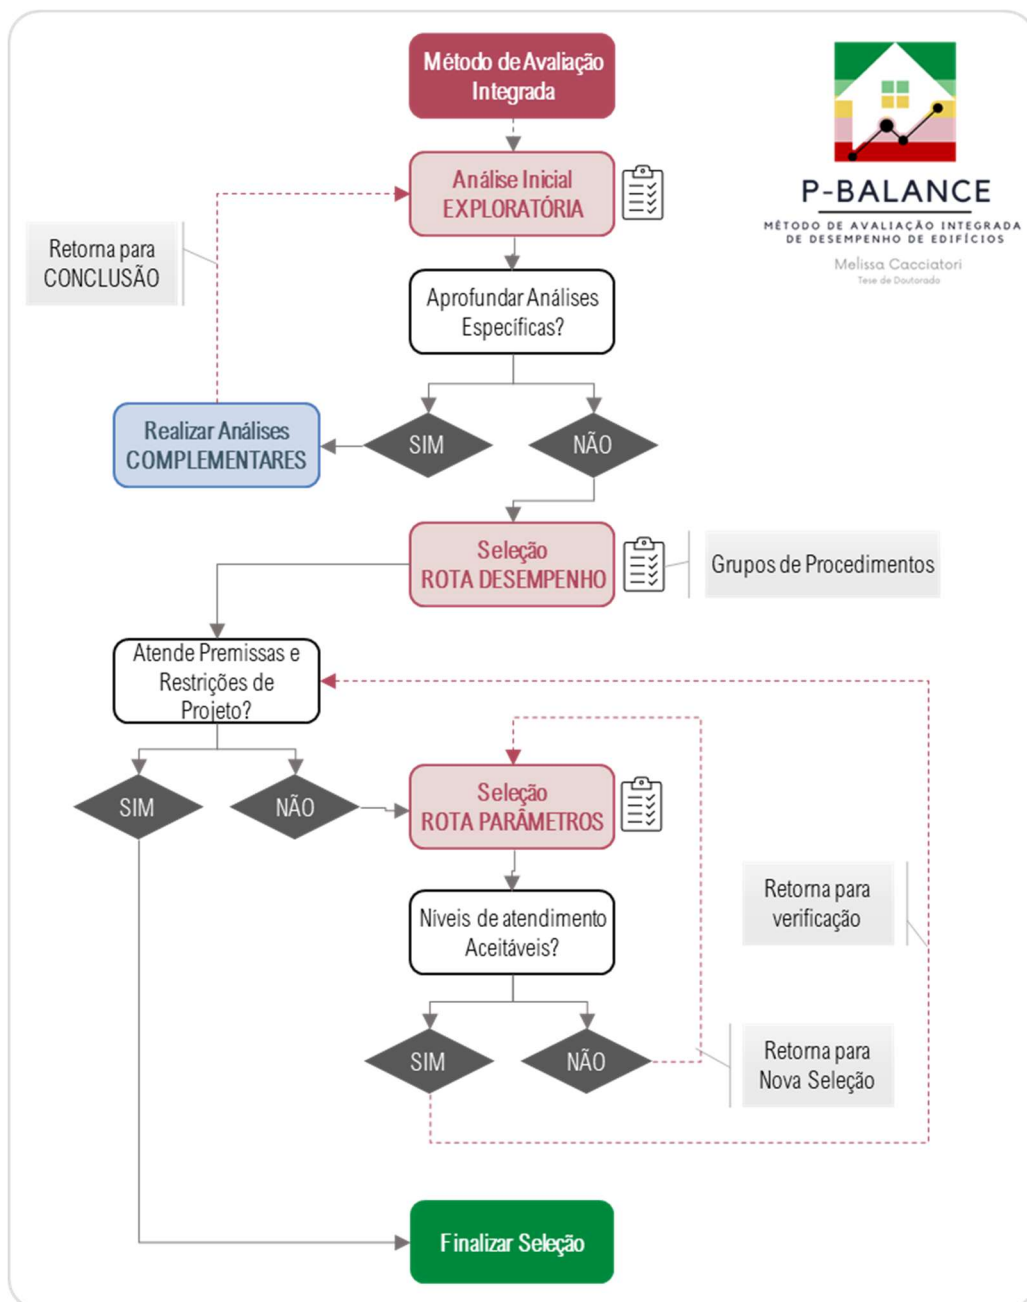 Método de Avaliação
Integrada
P-BALANCE
MÉTODO DE AVALIAÇÃO INTEGRADA
DE DESEMPENHO DE EDIFÍCIOS
Melissa Cacciatori
Tese de Doutorado
Análise Inicial
EXPLORATÓRIA
Retorna para
CONCLUSÃO
Aprofundar Análises
Específicas?
Realizar Análises
COMPLEMENTARES
SIM
NÃO
Seleção
ROTA DESEMPENHO
Grupos de Procedimentos
Atende Premissas e
Restrições de
Projeto?
SIM
NÃO
Seleção
ROTA PARÂMETROS
Níveis de atendimento
Aceitáveis?
Retorna para
verificação
SIM
NÃO
Retorna para
Nova Seleção
Finalizar Seleção